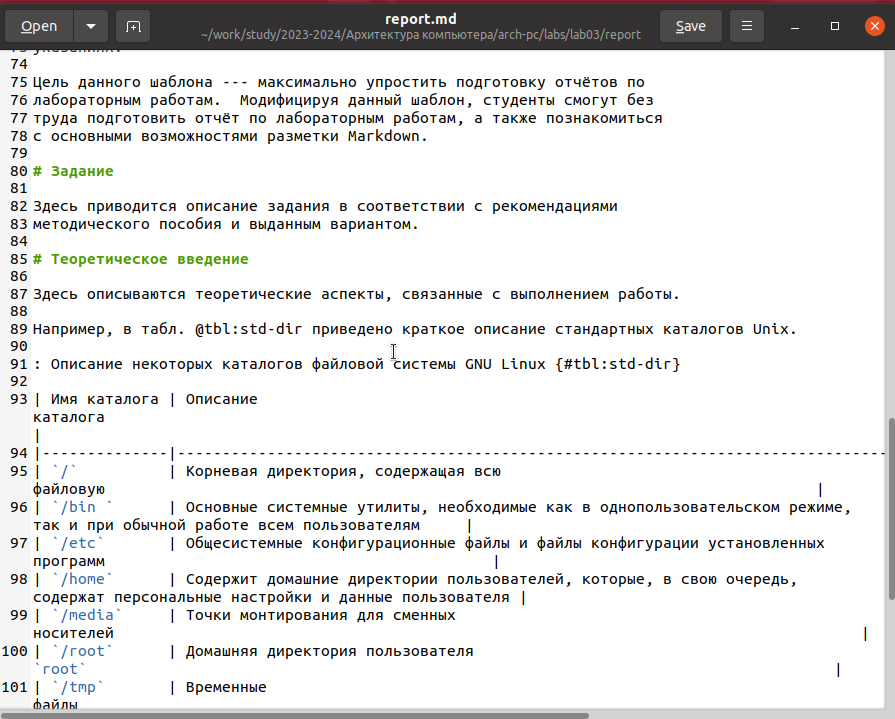 Open
report.md
~/work/study/2023-2024/Архитектура компьютера/arch-pc/labs/lab03/report
Save
73 указаниях.
74
75 Цель данного шаблона --- максимально упростить подготовку отчётов по
76 лабораторным работам.  Модифицируя данный шаблон, студенты смогут без
77 труда подготовить отчёт по лабораторным работам, а также познакомиться
78 с основными возможностями разметки Markdown.
79
80 # Задание
81
82 Здесь приводится описание задания в соответствии с рекомендациями
83 методического пособия и выданным вариантом.
84
85 # Теоретическое введение
86
87 Здесь описываются теоретические аспекты, связанные с выполнением работы.
88
89 Например, в табл. @tbl:std-dir приведено краткое описание стандартных каталогов Unix.
90
91 : Описание некоторых каталогов файловой системы GNU Linux {#tbl:std-dir}
92
93 | Имя каталога | Описание
каталога
|
94 |--------------|-------------------------------------------------------------------------------
95 | `/`          | Корневая директория, содержащая всю
файловую |
96 | `/bin `      | Основные системные утилиты, необходимые как в однопользовательском режиме,
так и при обычной работе всем пользователям |
97 | `/etc`       | Общесистемные конфигурационные файлы и файлы конфигурации установленных
программ |
98 | `/home`      | Содержит домашние директории пользователей, которые, в свою очередь,
содержат персональные настройки и данные пользователя |
99 | `/media`     | Точки монтирования для сменных
носителей |
100 | `/root`      | Домашняя директория пользователя
`root` |
101 | `/tmp`       | Временные
файлы